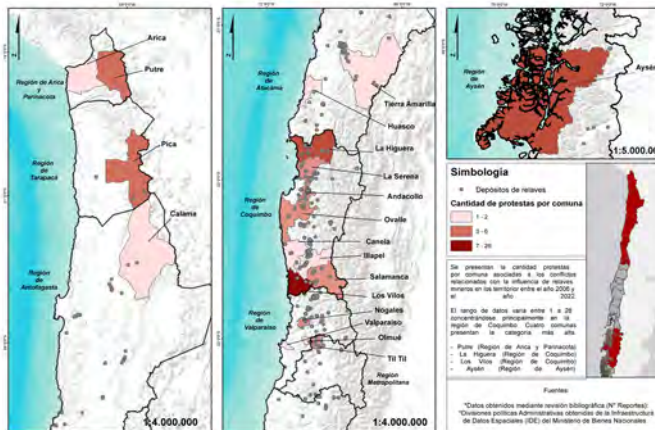 Arica
Putre
Región de Arica
y
Parinacota
Pica
Región
de
Tarapacá
Calama
Región
de
Antofagasta
1:4.000.000
Región
de
Atacama
Tierra Amarilla
Huasco
La Higuera
La Serena
Andacollo
Región
de
Coquimbo
Ovalle
Canela
Illapel
Salamanca
Los Vilos
Nogales
Región
de
Valparaíso
Valparaíso
Olmué
Til Til
Región
Metropolitana
1:4.000.000
Región
de
Aysén
Aysén
1:5.000.000
Simbología
Depósitos de relaves
Cantidad de protestas por comuna
1 - 2
7 - 26
Se presentan la cantidad protestas
por comuna asociadas a los conflictos
relacionados con la influencia de relaves
mineros en los territorior entre el año 2006 y
el año 2022.
El rango de datos varia entre 1 a 26
concentrándose principalmente en la
región de Coquimbo Cuatro comunas
presentan la categoría más alta.
- Putre (Región de Arica y Parinacota)
- La Higuera (Región de Coquimbo)
- Los Vilos (Región de Coquimbo)
- Aysén (Región de Aysén)
Fuentes:
*Datos obtenidos mediante revisión bibliográfica (N° Reportes);
*Divisiones políticas Administrativas obtenidas de la Infraestructura
de Datos Espaciales (IDE) del Ministerio de Bienes Nacionales